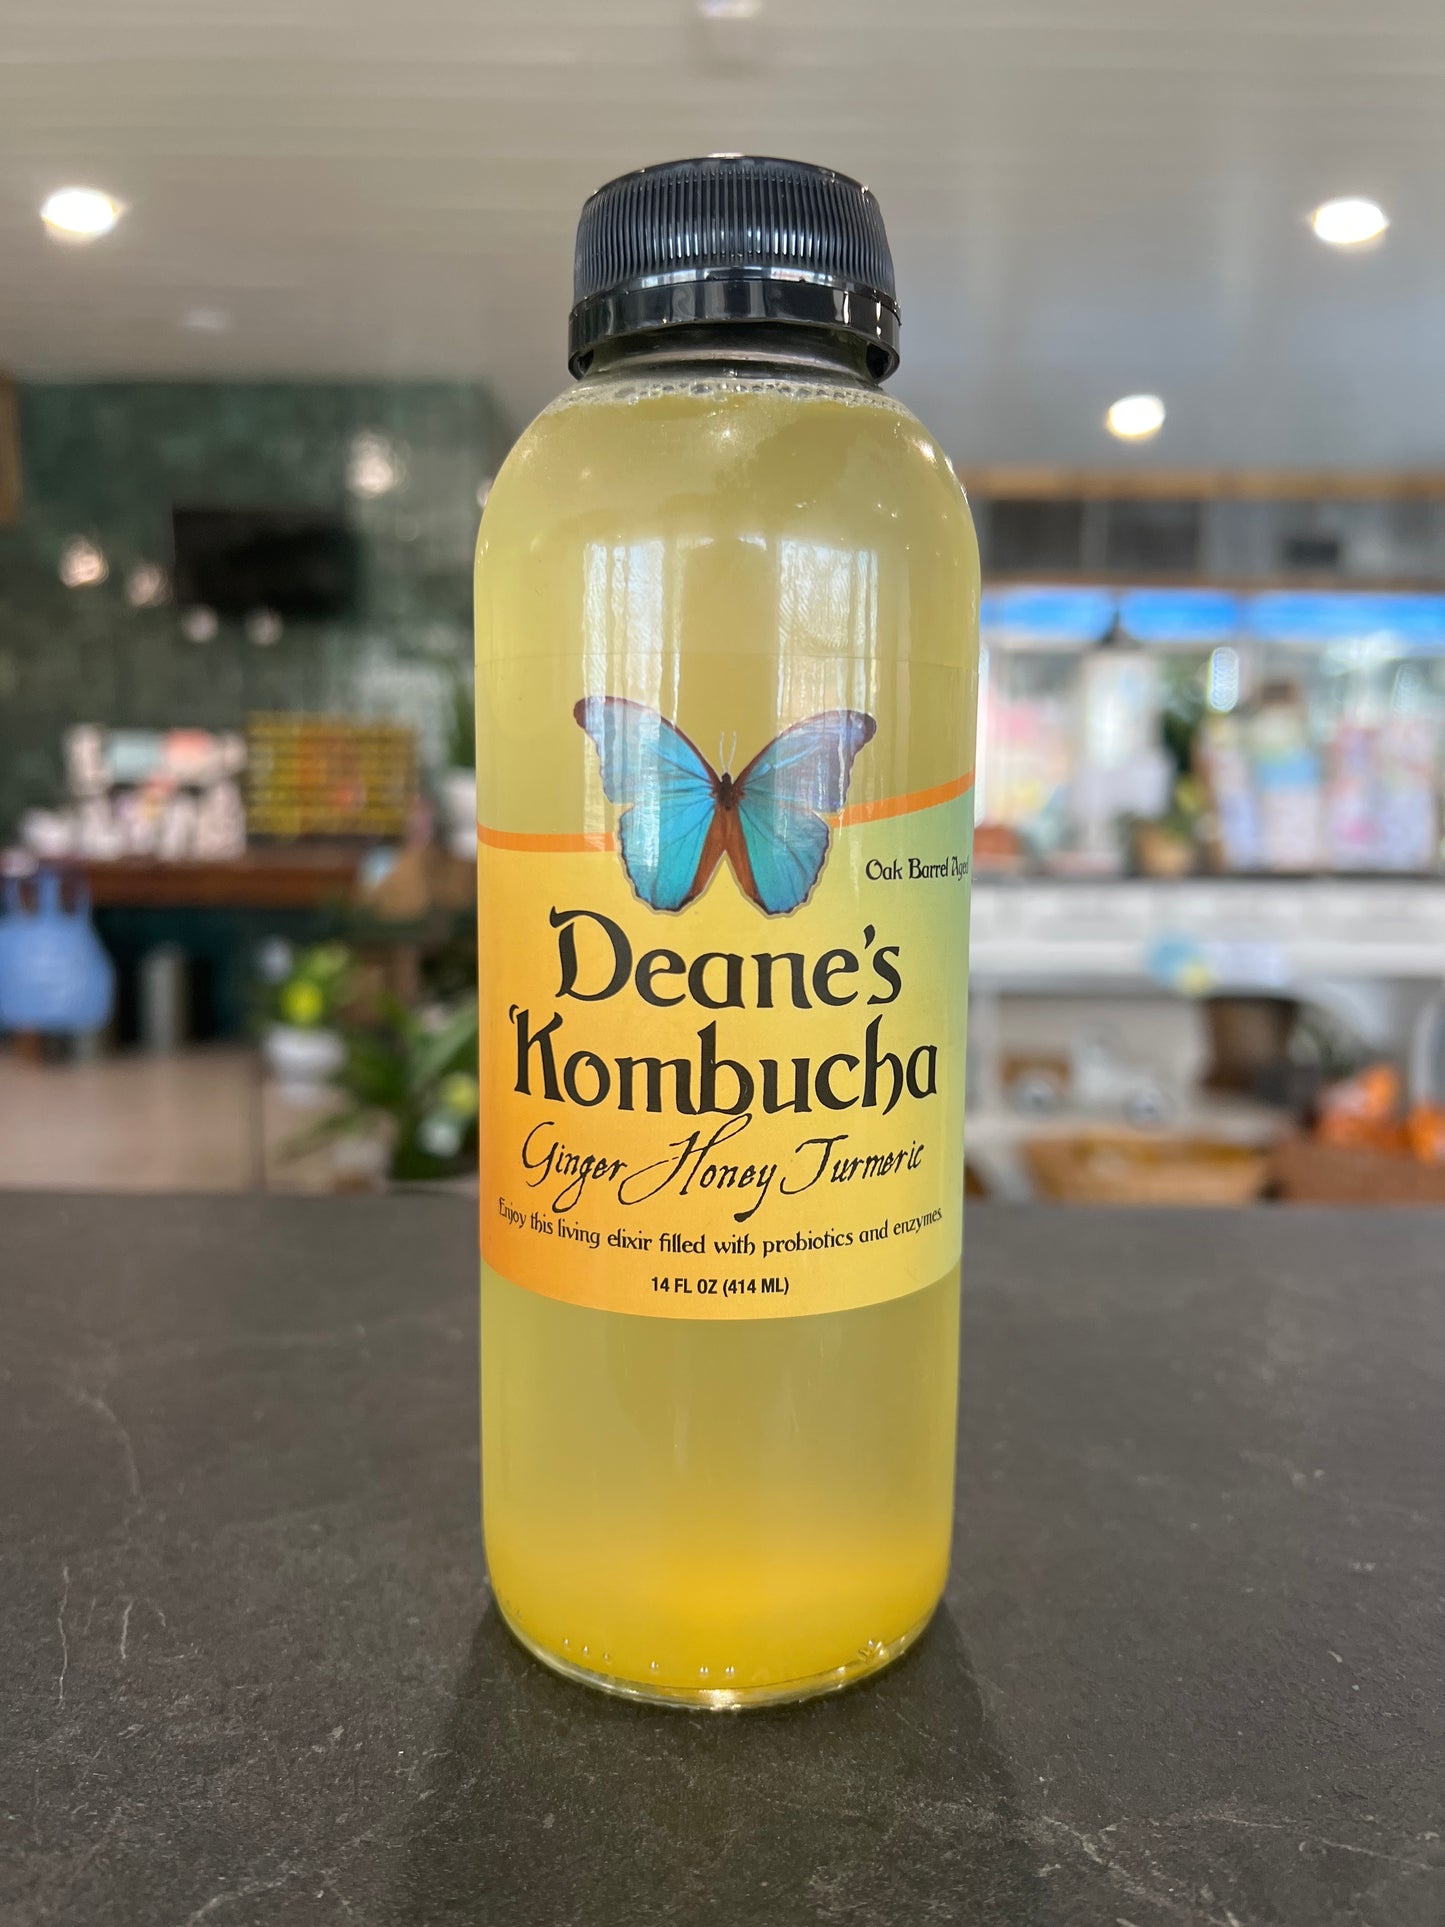 Oak Barrel Aged
Deane's
Kombucha
Ginger Honey Turmeric
Enjoy this living elixir filled with probiotics and enzymes.
14 FL OZ (414 ML)